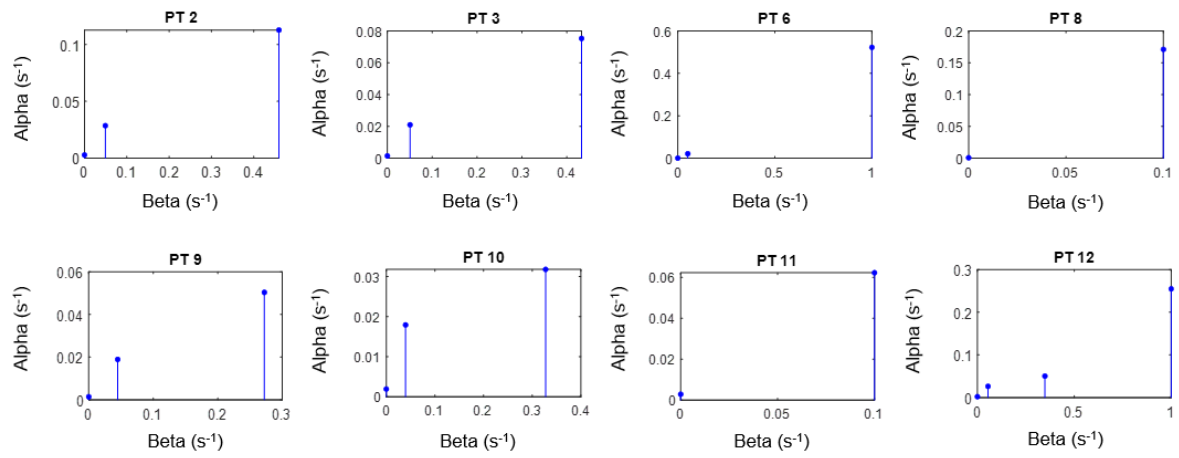 PT 2
0.1
0.05
0
0 0.1 0.2 0.3 0.4
Alpha (s-1)
Beta (s-1)
PT 3
0.08
0.06
0.04
0.02
0
0 0.1 0.2 0.3 0.4
Alpha (s-1)
Beta (s-1)
PT 6
0.6
0.4
0.2
0
0 0.5 1
Alpha (s-1)
Beta (s-1)
PT 8
0.2
0.15
0.1
0.05
0
0 0.05 0.1
Alpha (s-1)
Beta (s-1)
PT 9
0.06
0.04
0.02
0
0 0.1 0.2 0.3
Alpha (s-1)
Beta (s-1)
PT 10
0.03
0.02
0.01
0
0 0.1 0.2 0.3 0.4
Alpha (s-1)
Beta (s-1)
PT 11
0.06
0.04
0.02
0
0 0.05 0.1
Alpha (s-1)
Beta (s-1)
PT 12
0.3
0.2
0.1
0
0 0.5 1
Alpha (s-1)
Beta (s-1)